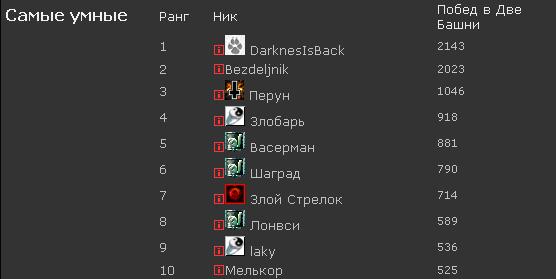 Самые умные
Ранг Ник Побед в Две
Башни
1 DarknesIsBack 2143
2 Bezdeljnik 2023
3 Перун 1046
4 Злобарь 918
5 Васерман 881
6 Шаград 790
7 Злой Стрелок 714
8 Лонвси 589
9 laky 536
10 Мелькор 525